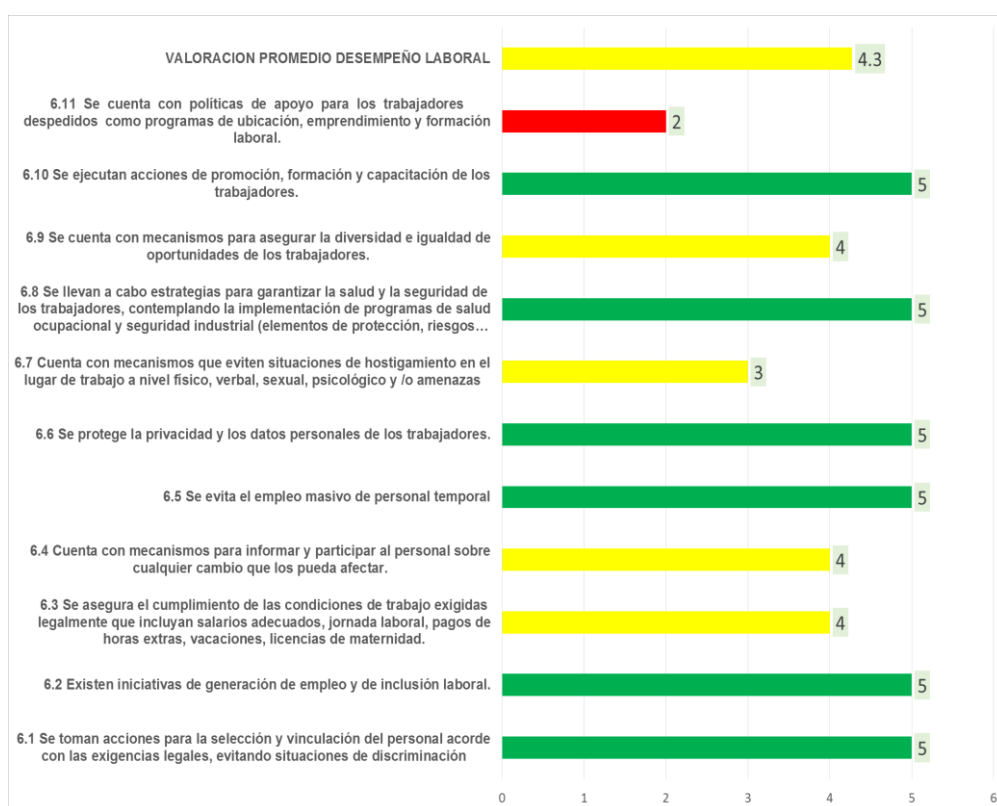 VALORACION PROMEDIO DESEMPEÑO LABORAL
4.3
6.11 Se cuenta con políticas de apoyo para los trabajadores
despedidos como programas de ubicación, emprendimiento y formación
laboral.
2
6.10 Se ejecutan acciones de promoción, formación y capacitación de los
trabajadores.
5
6.9 Se cuenta con mecanismos para asegurar la diversidad e igualdad de
oportunidades de los trabajadores.
4
6.8 Se llevan a cabo estrategias para garantizar la salud y la seguridad de
los trabajadores, contemplando la implementación de programas de salud
ocupacional y seguridad industrial (elementos de protección, riesgos…
5
6.7 Cuenta con mecanismos que eviten situaciones de hostigamiento en el
lugar de trabajo a nivel físico, verbal, sexual, psicológico y /o amenazas
3
6.6 Se protege la privacidad y los datos personales de los trabajadores.
5
6.5 Se evita el empleo masivo de personal temporal
5
6.4 Cuenta con mecanismos para informar y participar al personal sobre
cualquier cambio que los pueda afectar.
4
6.3 Se asegura el cumplimiento de las condiciones de trabajo exigidas
legalmente que incluyan salarios adecuados, jornada laboral, pagos de
horas extras, vacaciones, licencias de maternidad.
4
6.2 Existen iniciativas de generación de empleo y de inclusión laboral.
5
6.1 Se toman acciones para la selección y vinculación del personal acorde
con las exigencias legales, evitando situaciones de discriminación
5
0 1 2 3 4 5 6